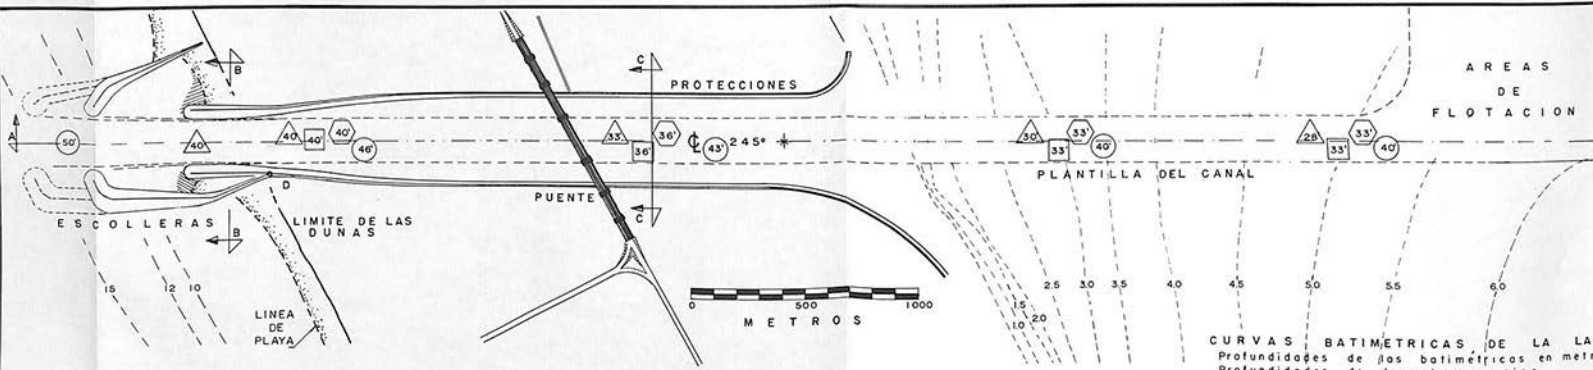 AREAS
DE
FLOTACION
PROTECCIONES
B
C
A
50'
40'
40'
40'
40'
46'
33'
36'
36'
43'
℄ 245°
30'
33'
33'
40'
28'
33'
33'
40'
PLANTILLA DEL CANAL
D
PUENTE
ESCOLLERAS
B
C
LIMITE DE LAS
DUNAS
15
12
10
LINEA
DE
PLAYA
0 500 1000
METROS
1.0
1.5
2.0
2.5
3.0
3.5
4.0
4.5
5.0
5.5
6.0
CURVAS BATIMETRICAS DE LA LA
Profundidades de las batimétricas en metr